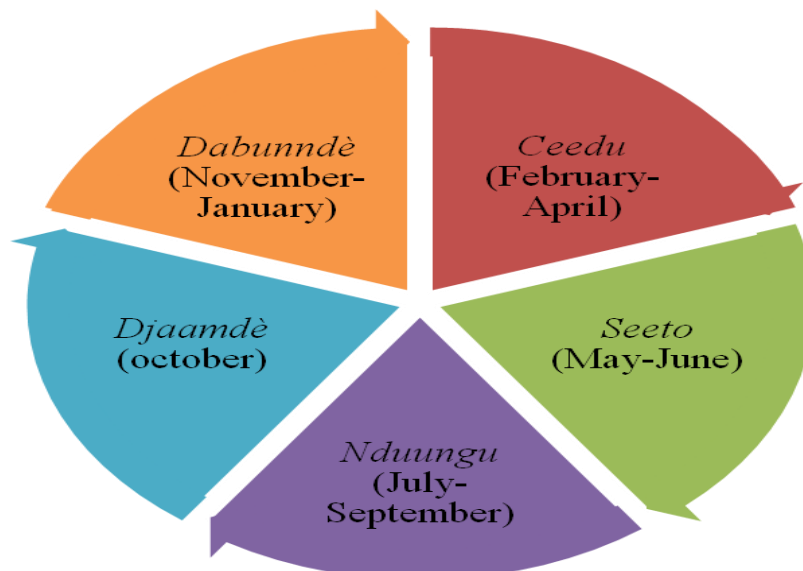 Dabunndè
(November-
January)
Ceedu
(February-
April)
Seeto
(May-June)
Nduungu
(July-
September)
Djaamdè
(october)